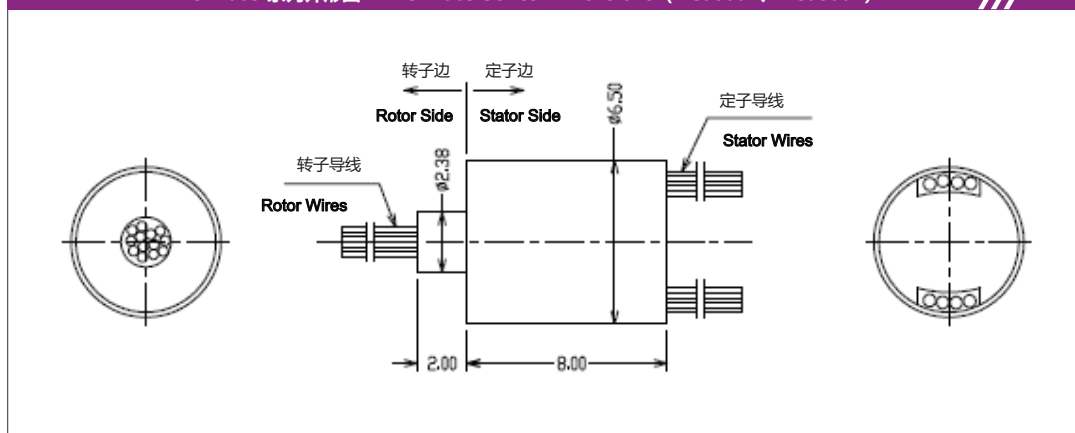 转子边
定子边
Rotor Side
Stator Side
ø6.50
定子导线
Stator Wires
转子导线
Rotor Wires
ø2.38
2.00
8.00